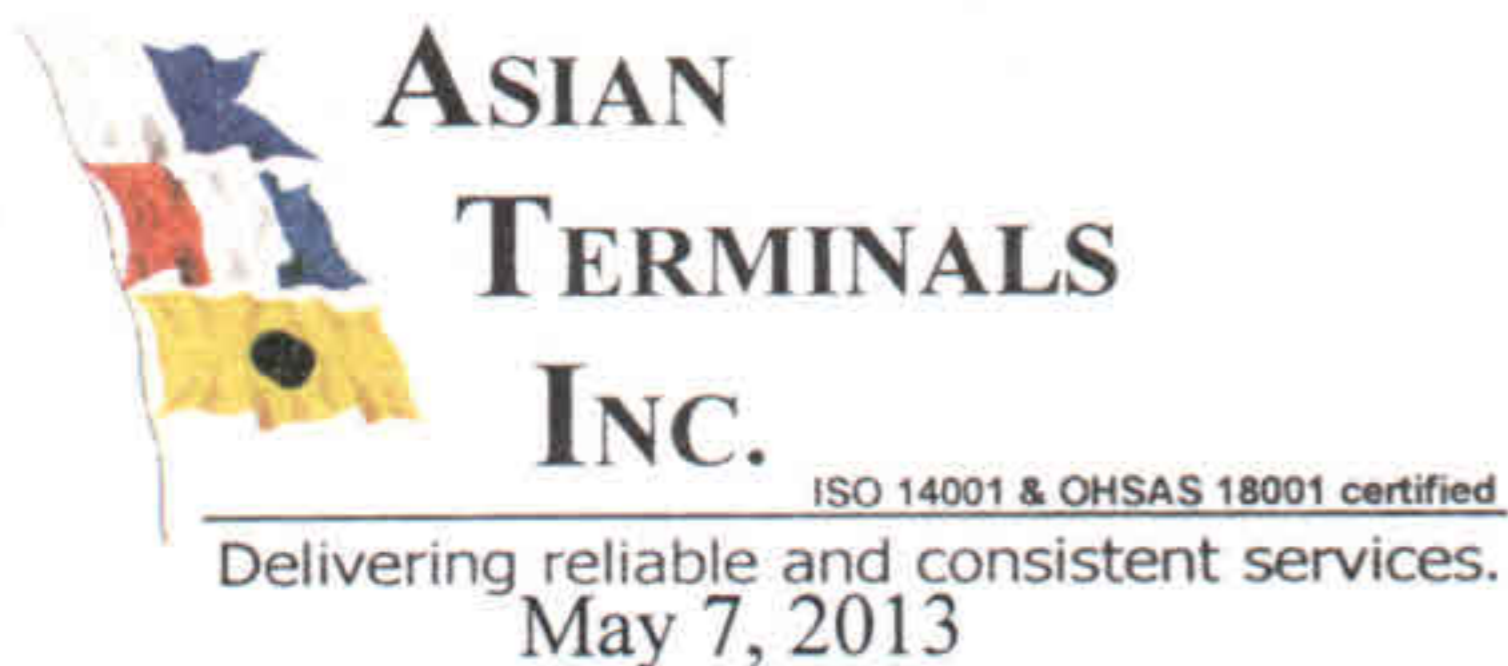 ASIAN
TERMINALS
INC.
ISO 14001 & OHSAS 18001 certified
Delivering reliable and consistent services.
May 7, 2013